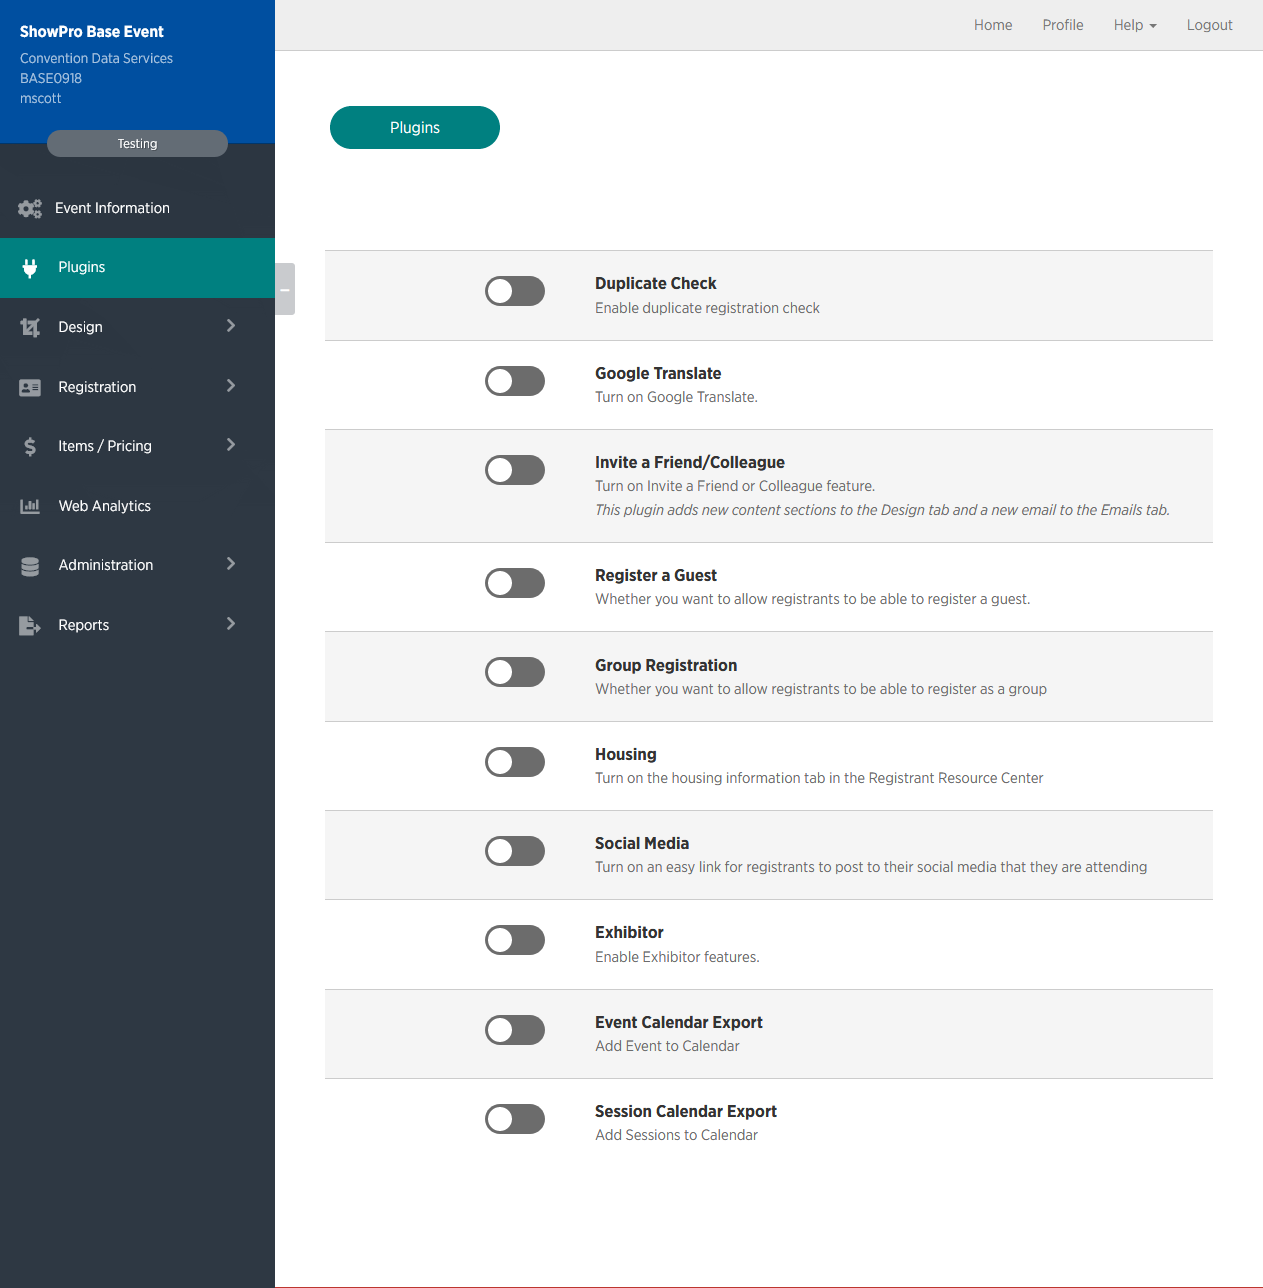 ShowPro Base Event
Convention Data Services
BASE0918
mscott
Testing
Home Profile Help Logout
Event Information
Plugins
Design
Registration
Items / Pricing
Web Analytics
Administration
Reports
Plugins
Duplicate Check
Enable duplicate registration check
Google Translate
Turn on Google Translate.
Invite a Friend/Colleague
Turn on Invite a Friend or Colleague feature.
This plugin adds new content sections to the Design tab and a new email to the Emails tab.
Register a Guest
Whether you want to allow registrants to be able to register a guest.
Group Registration
Whether you want to allow registrants to be able to register as a group
Housing
Turn on the housing information tab in the Registrant Resource Center
Social Media
Turn on an easy link for registrants to post to their social media that they are attending
Exhibitor
Enable Exhibitor features.
Event Calendar Export
Add Event to Calendar
Session Calendar Export
Add Sessions to Calendar